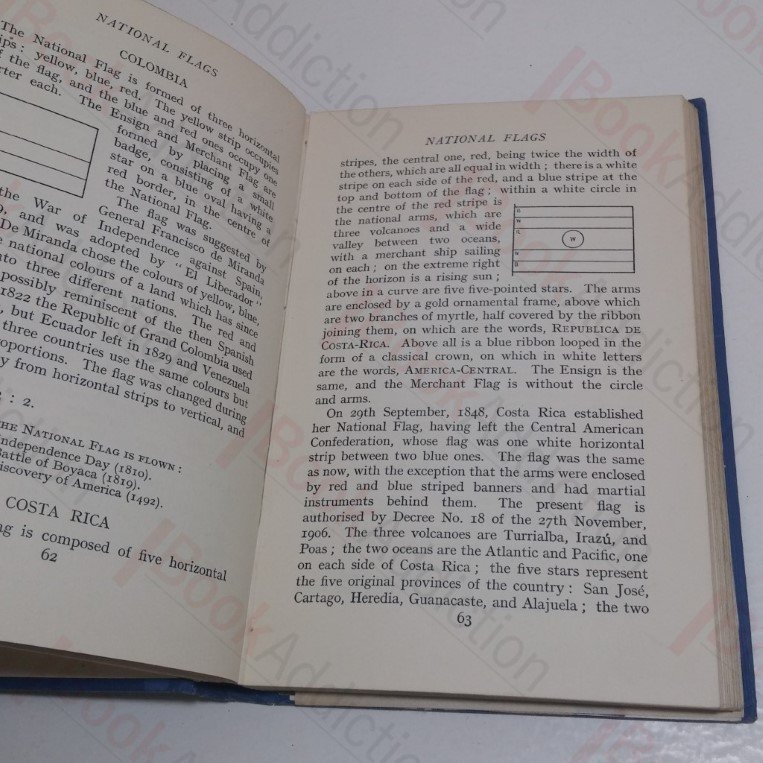 NATIONAL FLAGS
COLOMBIA
The National Flag is formed of three horizontal
yellow, blue, red. The yellow strip occupies
of the flag, and the blue and red ones occupy one
each. The Ensign and Merchant Flag are
formed by placing a small
badge, consisting of a white
star on a blue oval having a
red border, in the centre of
the National Flag.
The flag was suggested by
General Francisco de Miranda
the War of Independence against Spain,
and was adopted by "El Liberador"
De Miranda chose the colours of yellow, blue,
national colours of a land which has since
into three different nations. The red and
possibly reminiscent of the then Spanish
1822 the Republic of Grand Colombia used
but Ecuador left in 1829 and Venezuela
three countries use the same colours but
The flag was changed during
from horizontal strips to vertical, and
: 2.
THE NATIONAL FLAG IS FLOWN:
Independence Day (1810).
Battle of Boyaca (1819).
Discovery of America (1492).
COSTA RICA
is composed of five horizontal
62
NATIONAL FLAGS
stripes, the central one, red, being twice the width of
the others, which are all equal in width; there is a white
stripe on each side of the red, and a blue stripe at the
top and bottom of the flag; within a white circle in
the centre of the red stripe is
the national arms, which are
three volcanoes and a wide
valley between two oceans,
with a merchant ship sailing
on each; on the extreme right
of the horizon is a rising sun;
W
above in a curve are five five-pointed stars. The arms
are enclosed by a gold ornamental frame, above which
are two branches of myrtle, half covered by the ribbon
joining them, on which are the words, REPUBLICA DE
COSTA-RICA. Above all is a blue ribbon looped in the
form of a classical crown, on which in white letters
are the words, AMERICA-CENTRAL. The Ensign is the
same, and the Merchant Flag is without the circle
and arms.
On 29th September, 1848, Costa Rica established
her National Flag, having left the Central American
Confederation, whose flag was one white horizontal
strip between two blue ones. The flag was the same
as now, with the exception that the arms were enclosed
by red and blue striped banners and had martial
instruments behind them. The present flag is
authorised by Decree No. 18 of the 27th November,
1906. The three volcanoes are Turrialba, Irazú, and
Poas; the two oceans are the Atlantic and Pacific, one
on each side of Costa Rica; the five stars represent
the five original provinces of the country: San José,
Cartago, Heredia, Guanacaste, and Alajuela; the two
63
BookAddiction